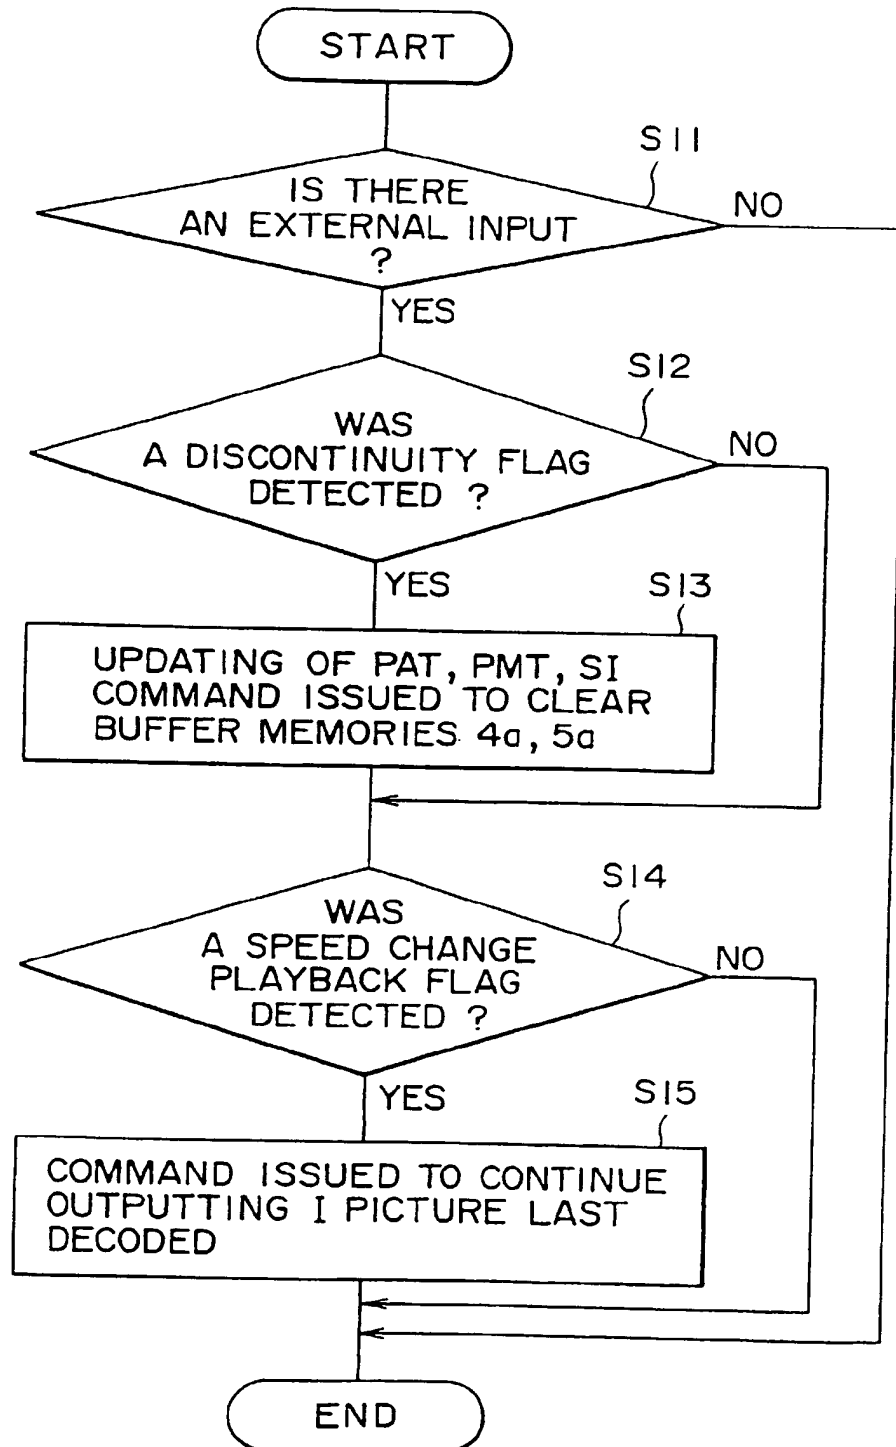 START
S11
IS THERE
AN EXTERNAL INPUT
?
NO
YES
S12
WAS
A DISCONTINUITY FLAG
DETECTED ?
NO
YES
S13
UPDATING OF PAT, PMT, SI
COMMAND ISSUED TO CLEAR
BUFFER MEMORIES 4a, 5a
S14
WAS
A SPEED CHANGE
PLAYBACK FLAG
DETECTED ?
NO
YES
S15
COMMAND ISSUED TO CONTINUE
OUTPUTTING I PICTURE LAST
DECODED
END